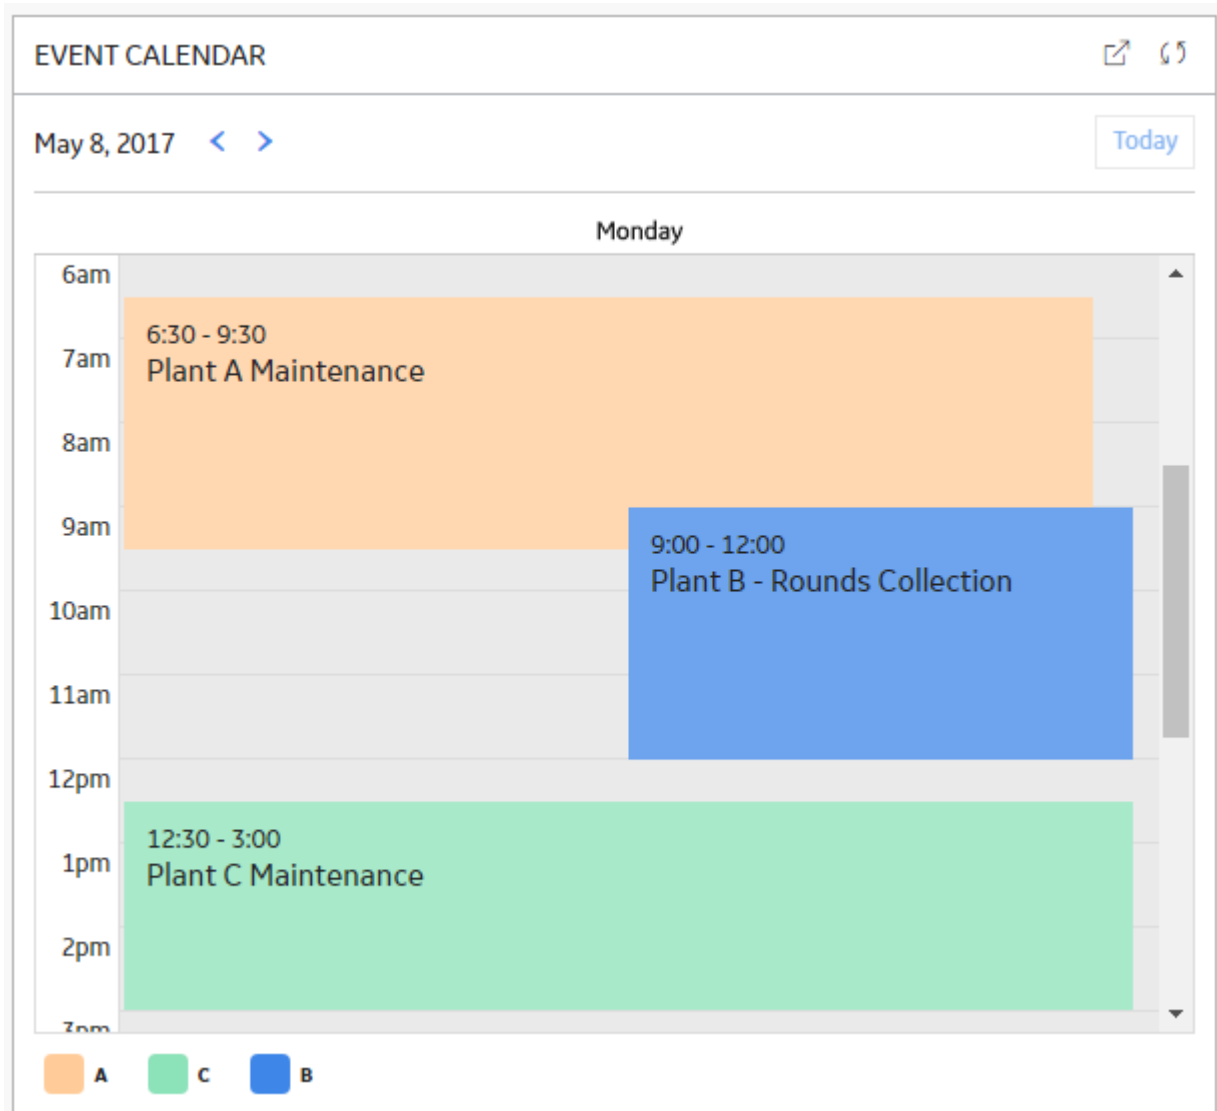 EVENT CALENDAR
May 8, 2017
Today
Monday
6am
6:30 - 9:30
7am
Plant A Maintenance
8am
9am
9:00 - 12:00
Plant B - Rounds Collection
10am
11am
12pm
12:30 - 3:00
1pm
Plant C Maintenance
2pm
3pm
A C B